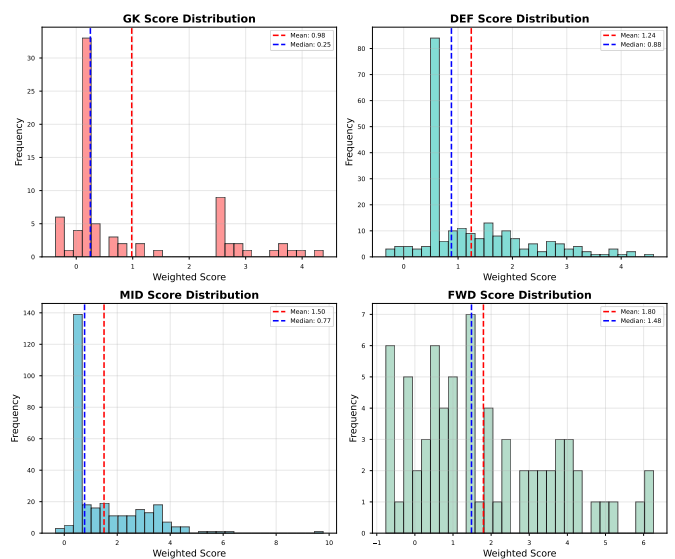 GK Score Distribution
Mean: 0.98
Median: 0.25
Frequency
30
25
20
15
10
5
0
0
1
2
3
4
Weighted Score
DEF Score Distribution
Mean: 1.24
Median: 0.88
Frequency
80
70
60
50
40
30
20
10
0
0
1
2
3
4
Weighted Score
MID Score Distribution
Mean: 1.50
Median: 0.77
Frequency
140
120
100
80
60
40
20
0
0
2
4
6
8
10
Weighted Score
FWD Score Distribution
Mean: 1.80
Median: 1.48
Frequency
7
6
5
4
3
2
1
0
−1
0
1
2
3
4
5
6
Weighted Score